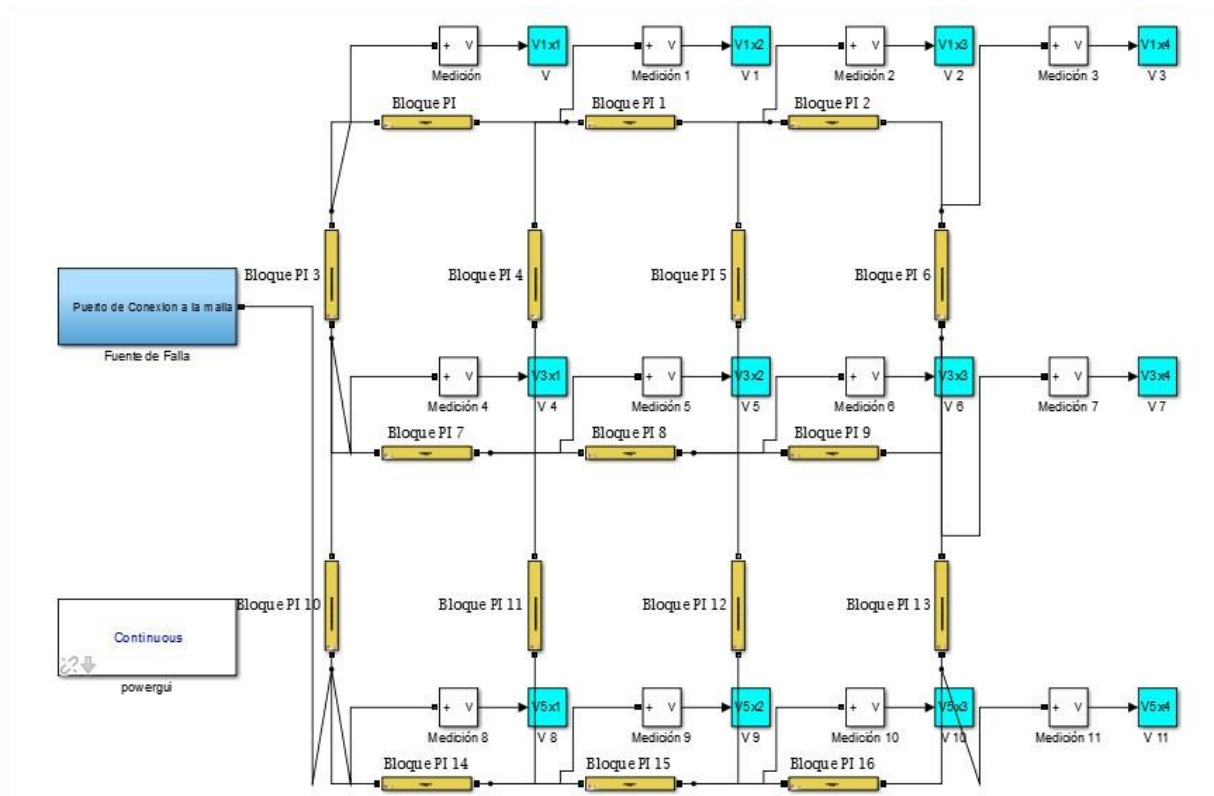 + V V1x1 + V V1x2 + V V1x3 + V V1x4
Medición V Medición 1 V 1 Medición 2 V 2 Medición 3 V 3
Bloque PI Bloque PI 1 Bloque PI 2
Bloque PI 3 Bloque PI 4 Bloque PI 5 Bloque PI 6
Puerto de Conexion a la malla
Fuente de Falla
+ V V3x1 + V V3x2 + V V3x3 + V V3x4
Medición 4 V 4 Medición 5 V 5 Medición 6 V 6 Medición 7 V 7
Bloque PI 7 Bloque PI 8 Bloque PI 9
Bloque PI 10 Bloque PI 11 Bloque PI 12 Bloque PI 13
Continuous
powergui
+ V V5x1 + V V5x2 + V V5x3 + V V5x4
Medición 8 V 8 Medición 9 V 9 Medición 10 V 10 Medición 11 V 11
Bloque PI 14 Bloque PI 15 Bloque PI 16